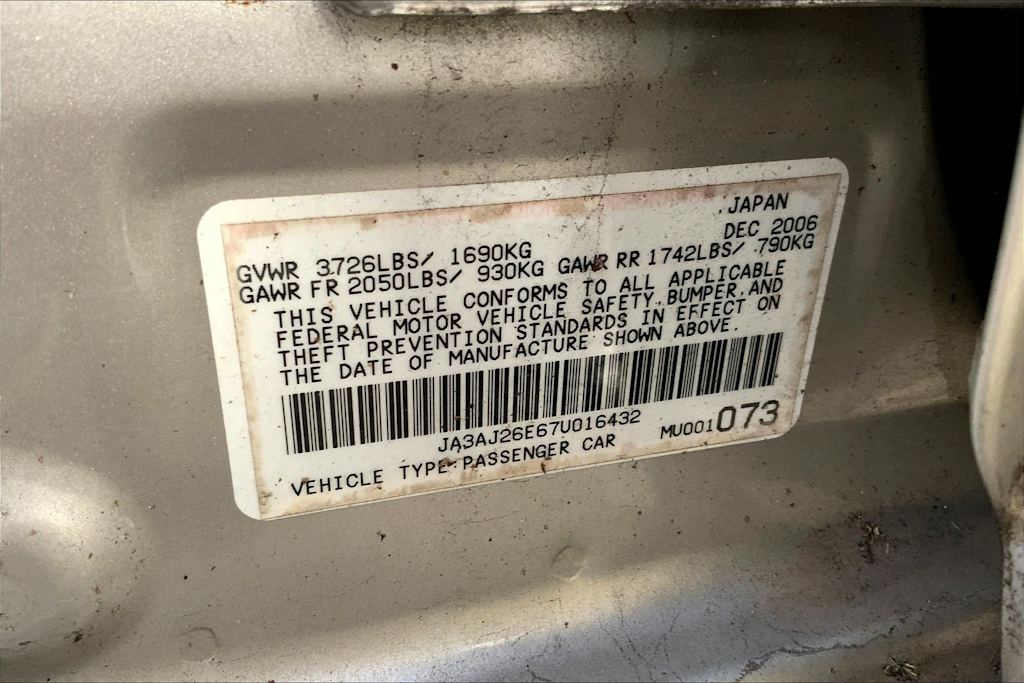 JAPAN
DEC 2006
GVWR 3726LBS/ 1690KG
GAWR FR 2050LBS/ 930KG GAWR RR 1742LBS/ 790KG
THIS VEHICLE CONFORMS TO ALL APPLICABLE
FEDERAL MOTOR VEHICLE SAFETY, BUMPER, AND
THEFT PREVENTION STANDARDS IN EFFECT ON
THE DATE OF MANUFACTURE SHOWN ABOVE.
JA3AJ26E67U016432
MU001073
VEHICLE TYPE:PASSENGER CAR